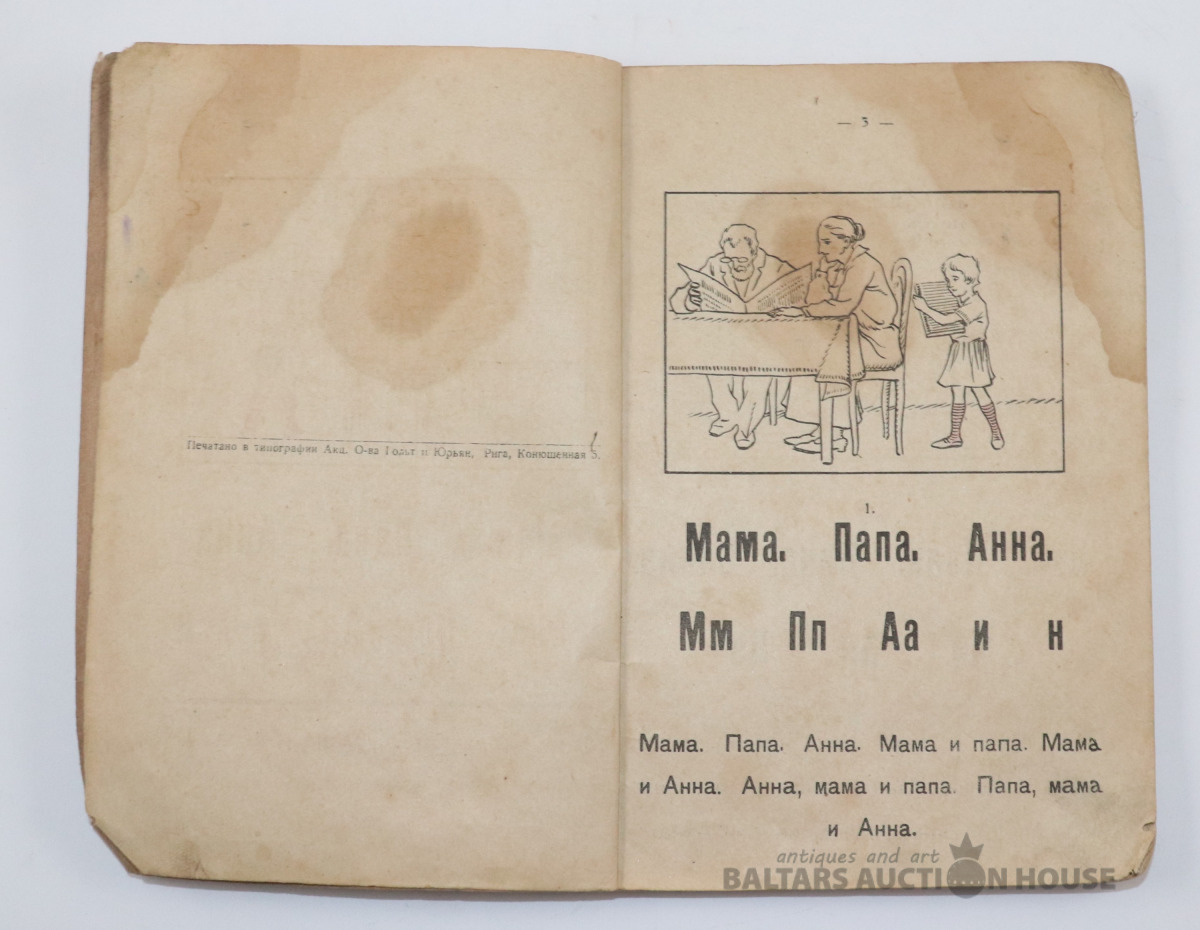 Печатано в типографии Акц. О-ва Гольт и Юрьян, Рига, Конюшенная 5.
— 3 —
1.
Мама. Папа. Анна.
Мм Пп Аа и н
Мама. Папа. Анна. Мама и папа. Мама
и Анна. Анна, мама и папа. Папа, мама
и Анна.
antiques and art
BALTARS AUCTION HOUSE